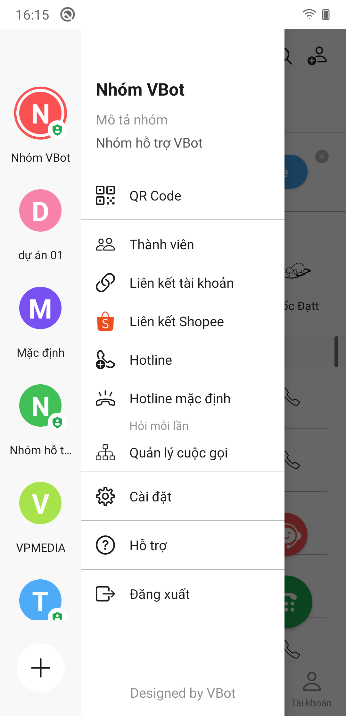 16:15
Nhóm VBot
Mô tả nhóm
Nhóm hỗ trợ VBot
QR Code
Thành viên
Liên kết tài khoản
Liên kết Shopee
Hotline
Hotline mặc định
Hỏi mỗi lần
Quản lý cuộc gọi
Cài đặt
Hỗ trợ
Đăng xuất
Designed by VBot
N
Nhóm VBot
D
dự án 01
M
Mặc định
N
Nhóm hỗ t...
V
VPMEDIA
T
ốc Đạtt
Tài khoản